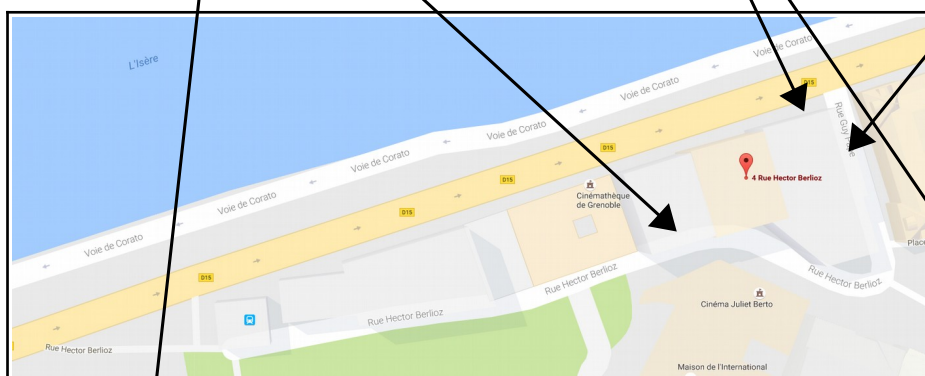 L'Isère
Voie de Corato
Voie de Corato
Voie de Corato
Voie de Corato
Voie de Corato
Voie de Corato
D15
D15
D15
D15
4 Rue Hector Berlioz
Cinémathèque
de Grenoble
Rue Hector Berlioz
Rue Hector Berlioz
Rue Hector Berlioz
Rue Hector Berlioz
Cinéma Juliet Berto
Maison de l'International
Place
Rue Guy